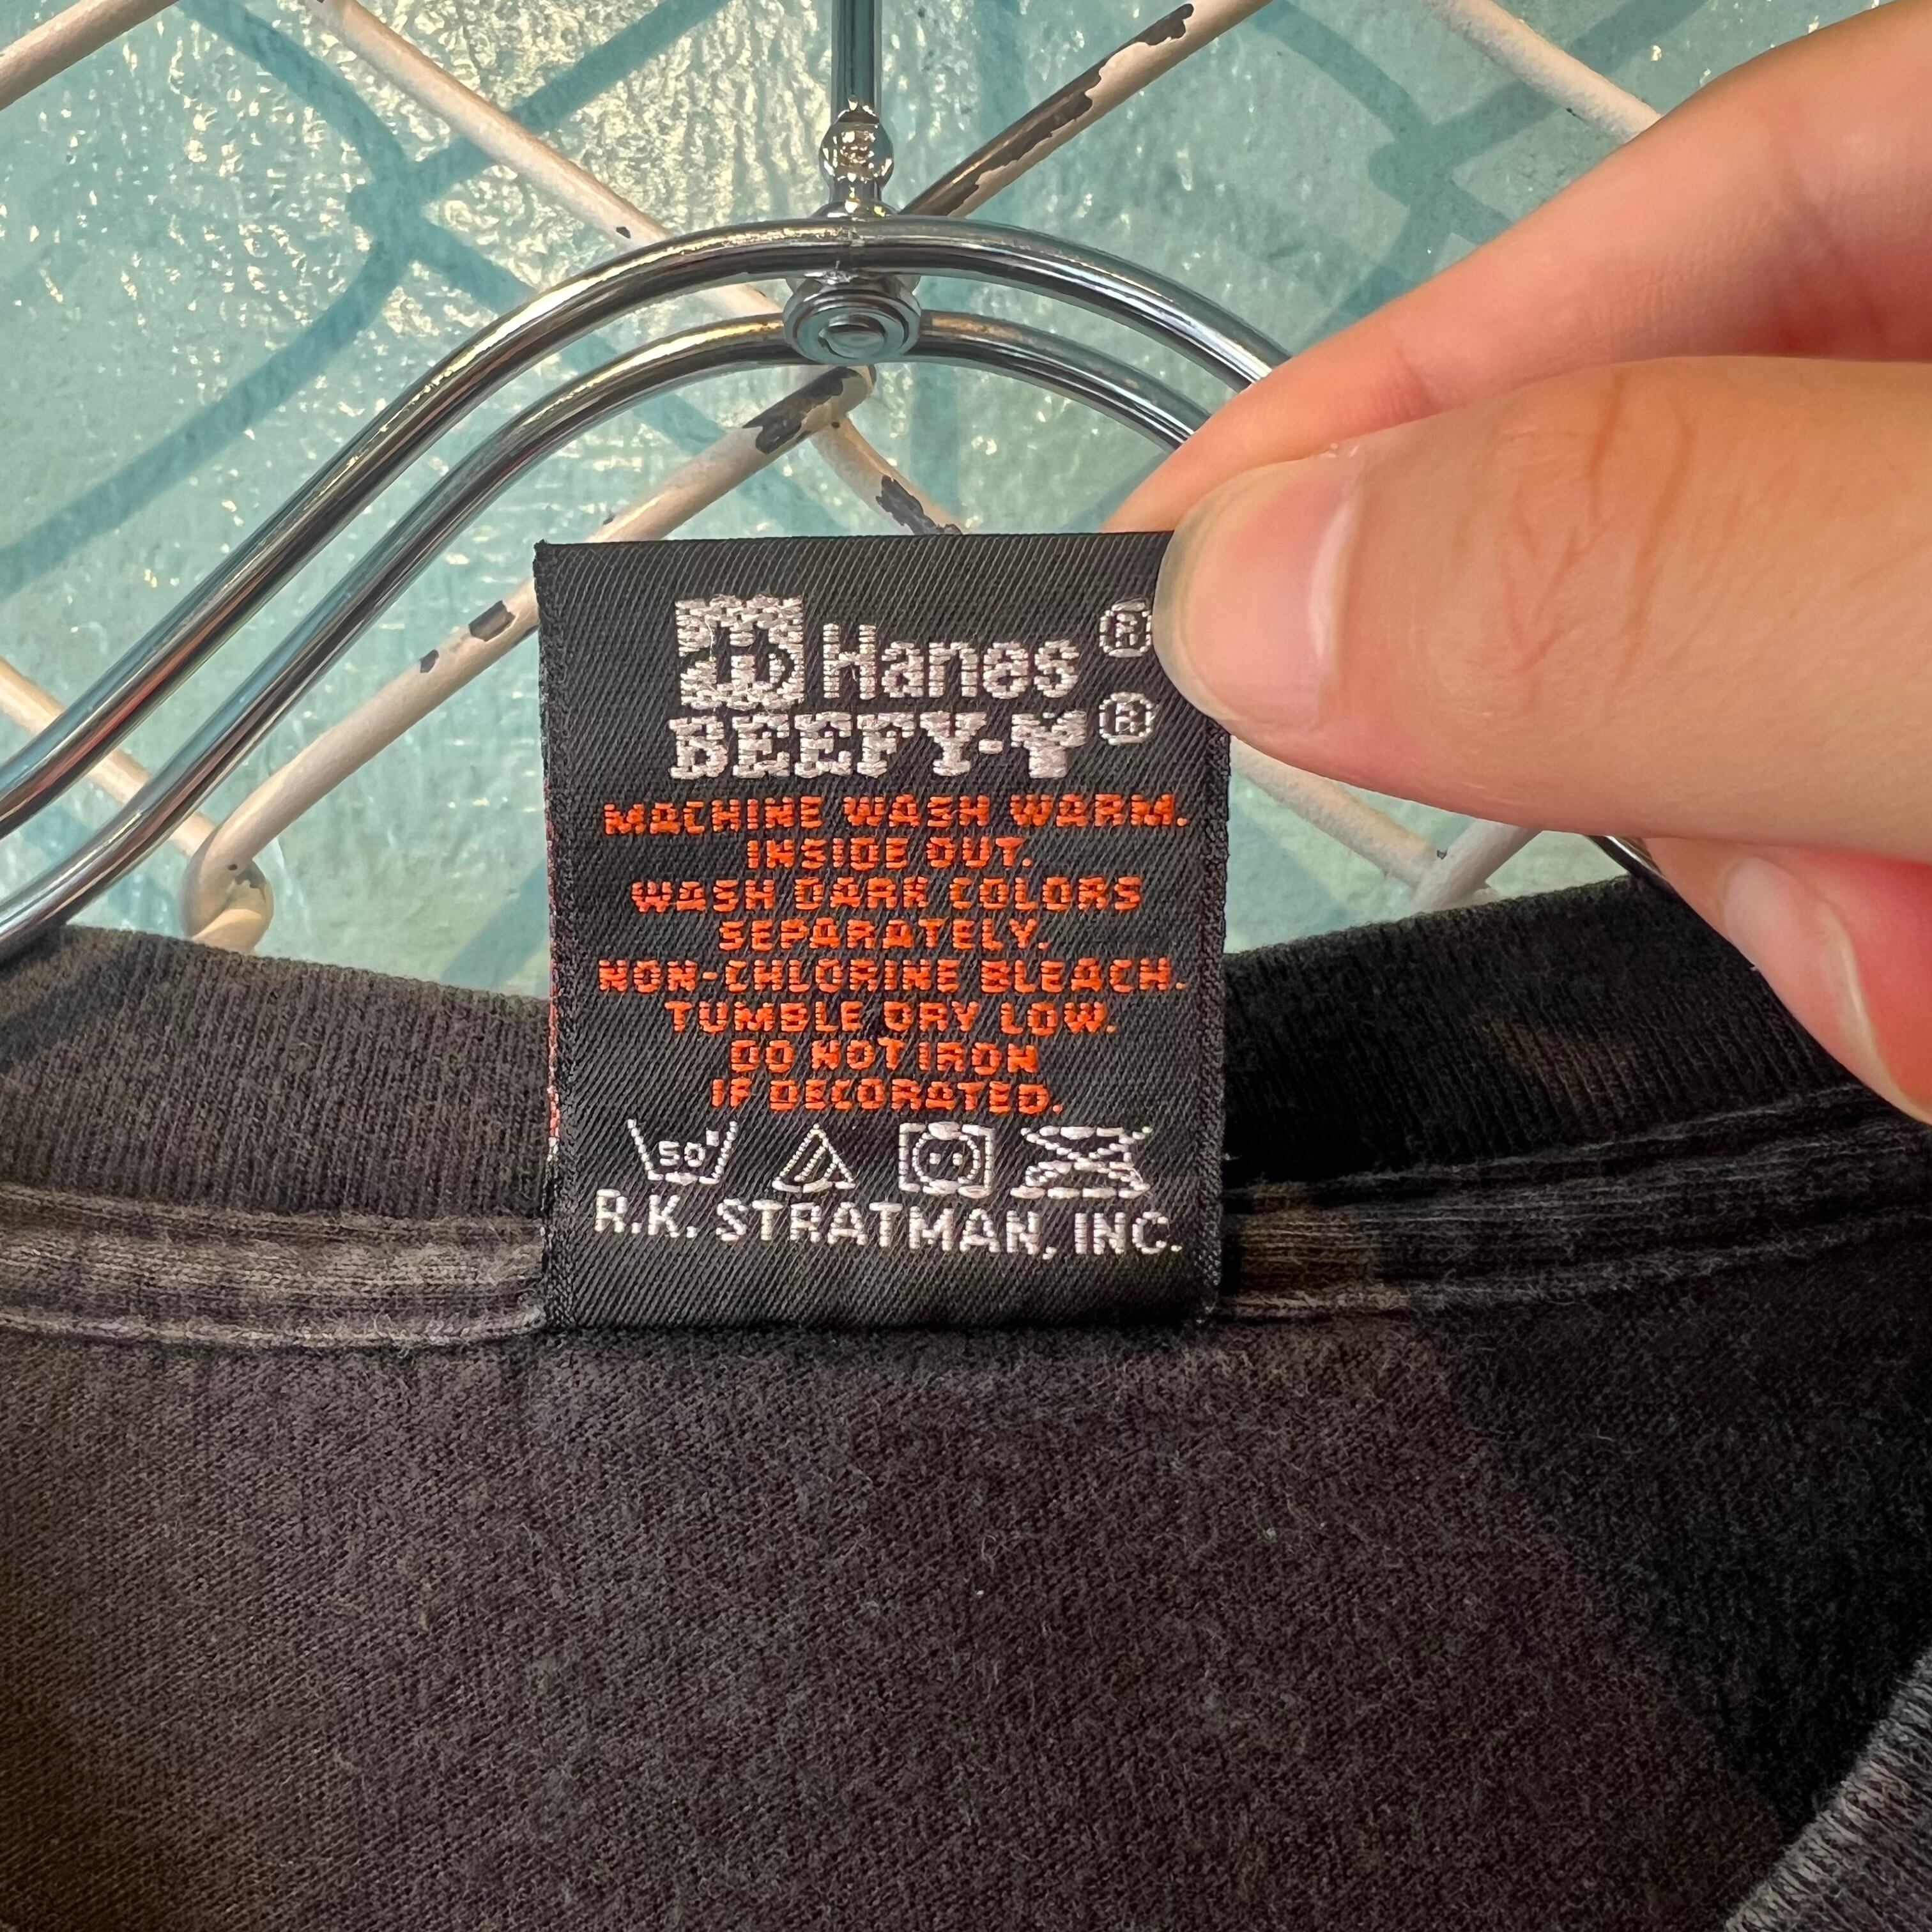 Hanes ®
BEEFY-T ®
MACHINE WASH WARM.
INSIDE OUT.
WASH DARK COLORS
SEPARATELY.
NON-CHLORINE BLEACH.
TUMBLE DRY LOW.
DO NOT IRON
IF DECORATED.
50°
R.K. STRATMAN, INC.